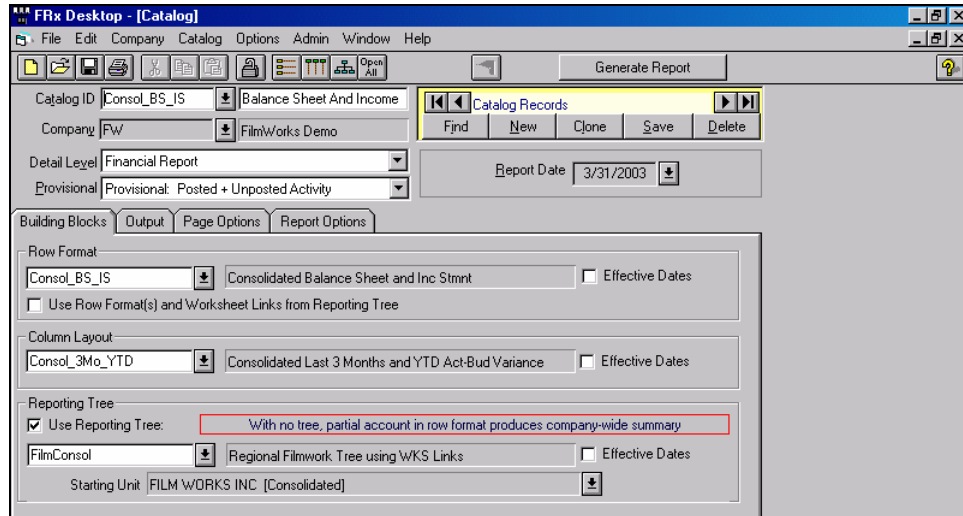 FRx Desktop - [Catalog]
File Edit Company Catalog Options Admin Window Help
Open All Generate Report
Catalog ID Consol_BS_IS Balance Sheet And Income
Catalog Records
Company FW FilmWorks Demo
Find New Clone Save Delete
Detail Level Financial Report
Report Date 3/31/2003
Provisional Provisional: Posted + Unposted Activity
Building Blocks Output Page Options Report Options
Row Format
Consol_BS_IS Consolidated Balance Sheet and Inc Stmnt Effective Dates
Use Row Format(s) and Worksheet Links from Reporting Tree
Column Layout
Consol_3Mo_YTD Consolidated Last 3 Months and YTD Act-Bud Variance Effective Dates
Reporting Tree
Use Reporting Tree: With no tree, partial account in row format produces company-wide summary
FilmConsol Regional Filmwork Tree using WKS Links Effective Dates
Starting Unit FILM WORKS INC [Consolidated]